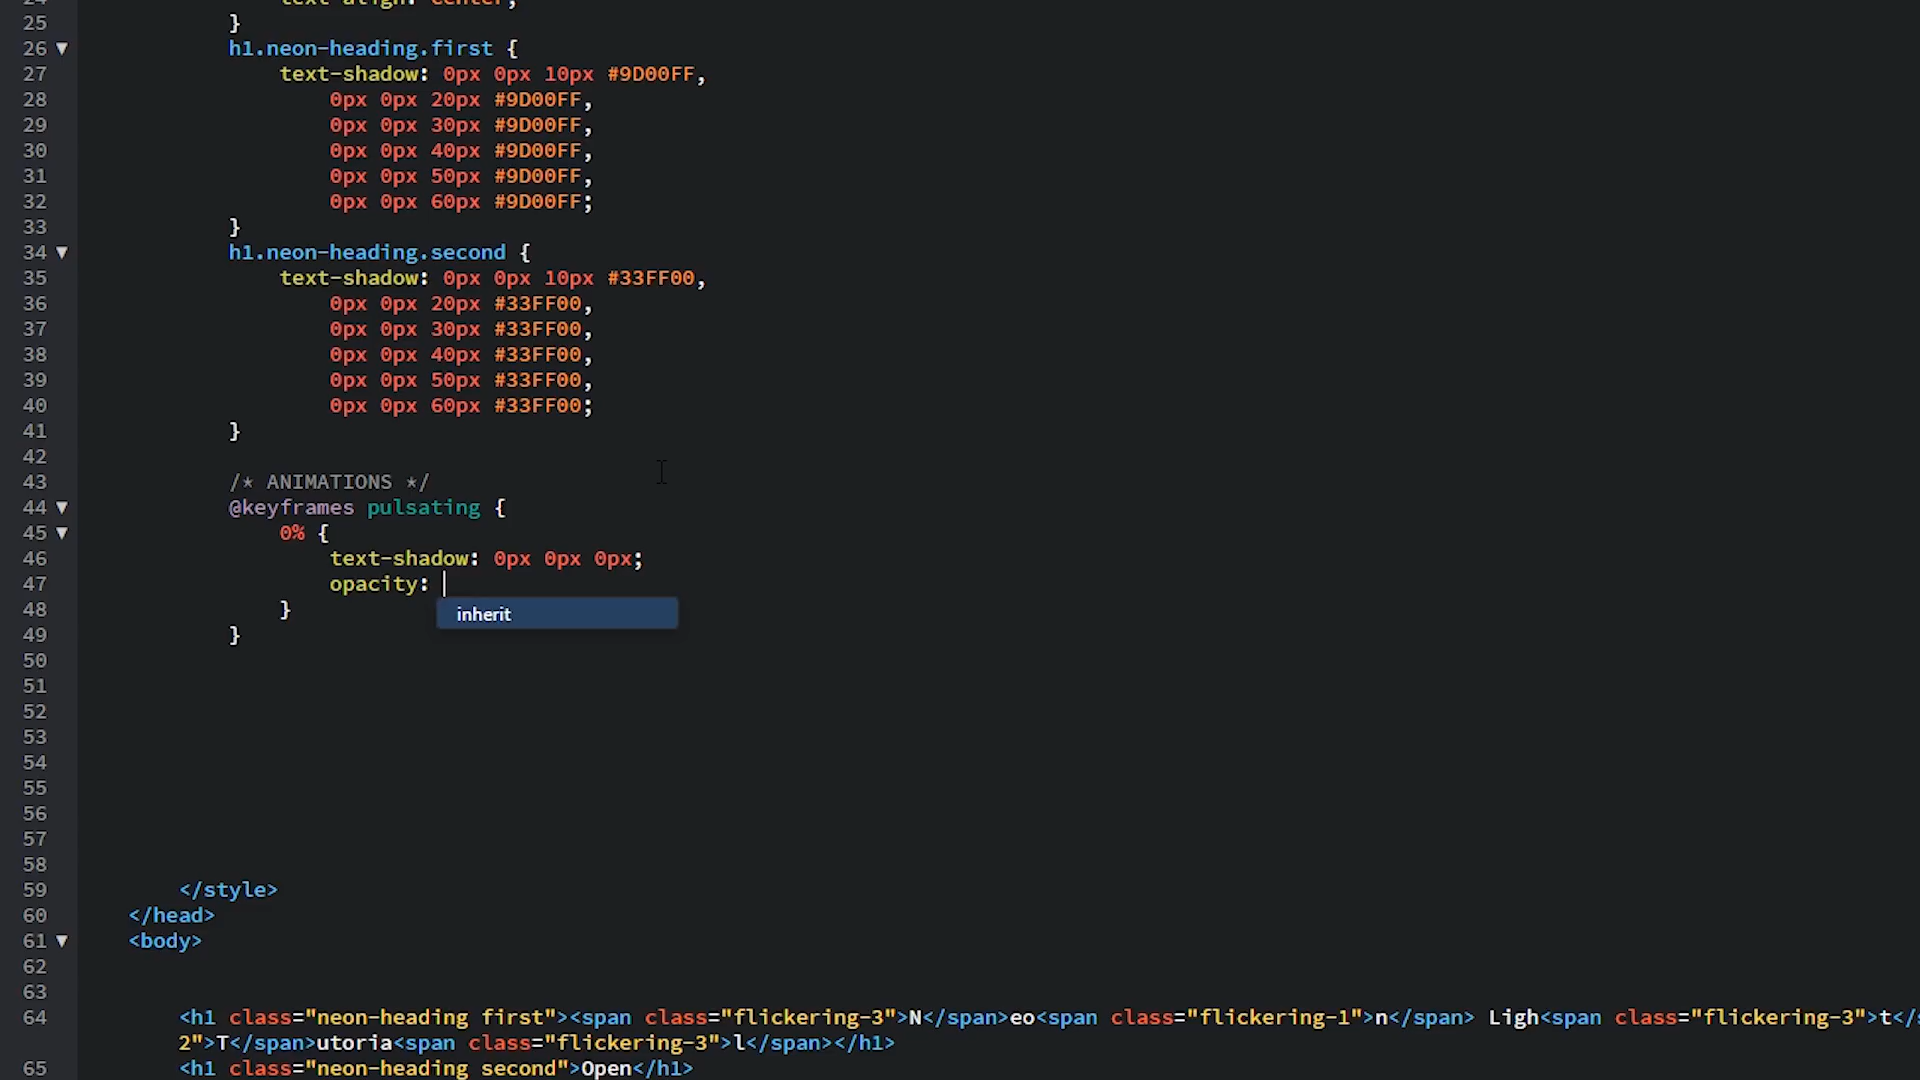 24 text-align: center;
25 }
26 ▼ h1.neon-heading.first {
27 text-shadow: 0px 0px 10px #9D00FF,
28 0px 0px 20px #9D00FF,
29 0px 0px 30px #9D00FF,
30 0px 0px 40px #9D00FF,
31 0px 0px 50px #9D00FF,
32 0px 0px 60px #9D00FF;
33 }
34 ▼ h1.neon-heading.second {
35 text-shadow: 0px 0px 10px #33FF00,
36 0px 0px 20px #33FF00,
37 0px 0px 30px #33FF00,
38 0px 0px 40px #33FF00,
39 0px 0px 50px #33FF00,
40 0px 0px 60px #33FF00;
41 }
42
43 /* ANIMATIONS */
44 ▼ @keyframes pulsating {
45 ▼ 0% {
46 text-shadow: 0px 0px 0px;
47 opacity:
inherit
48 }
49 }
50
51
52
53
54
55
56
57
58
59 </style>
60 </head>
61 ▼ <body>
62
63
64 <h1 class="neon-heading first"><span class="flickering-3">N</span>eo<span class="flickering-1">n</span> Ligh<span class="flickering-3">t</s
2">T</span>utoria<span class="flickering-3">l</span></h1>
65 <h1 class="neon-heading second">Open</h1>